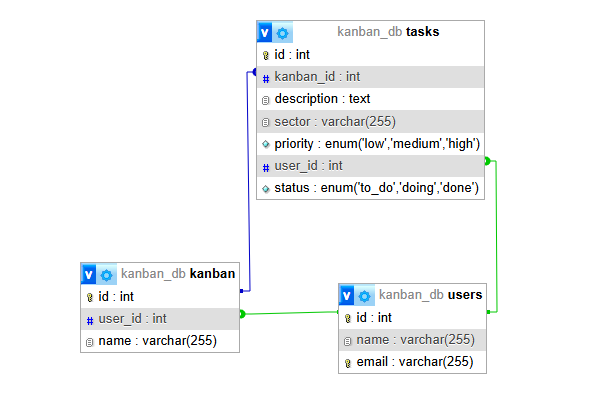 kanban_db tasks
id : int
kanban_id : int
description : text
sector : varchar(255)
priority : enum('low','medium','high')
user_id : int
status : enum('to_do','doing','done')
kanban_db kanban
id : int
user_id : int
name : varchar(255)
kanban_db users
id : int
name : varchar(255)
email : varchar(255)